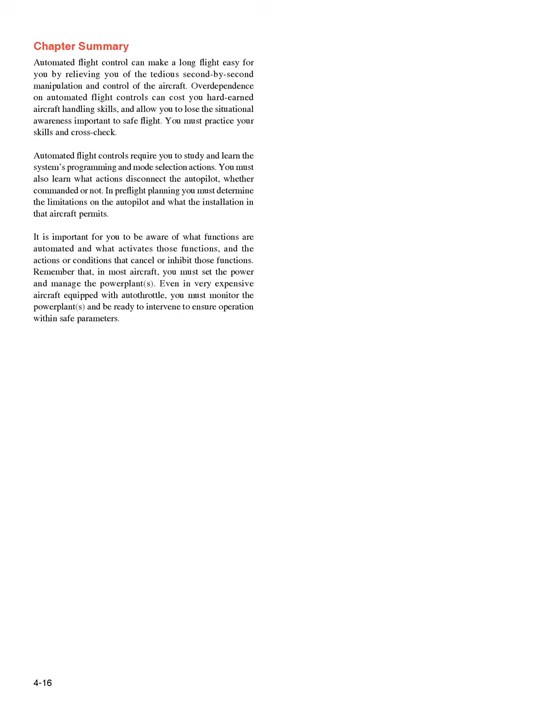 Chapter Summary
Automated flight control can make a long flight easy for
you by relieving you of the tedious second-by-second
manipulation and control of the aircraft. Overdependence
on automated flight controls can cost you hard-earned
aircraft handling skills, and allow you to lose the situational
awareness important to safe flight. You must practice your
skills and cross-check.
Automated flight controls require you to study and learn the
system's programming and mode selection actions. You must
also learn what actions disconnect the autopilot, whether
commanded or not. In preflight planning you must determine
the limitations on the autopilot and what the installation in
that aircraft permits.
It is important for you to be aware of what functions are
automated and what activates those functions, and the
actions or conditions that cancel or inhibit those functions.
Remember that, in most aircraft, you must set the power
and manage the powerplant(s). Even in very expensive
aircraft equipped with autothrottle, you must monitor the
powerplant(s) and be ready to intervene to ensure operation
within safe parameters.
4-16